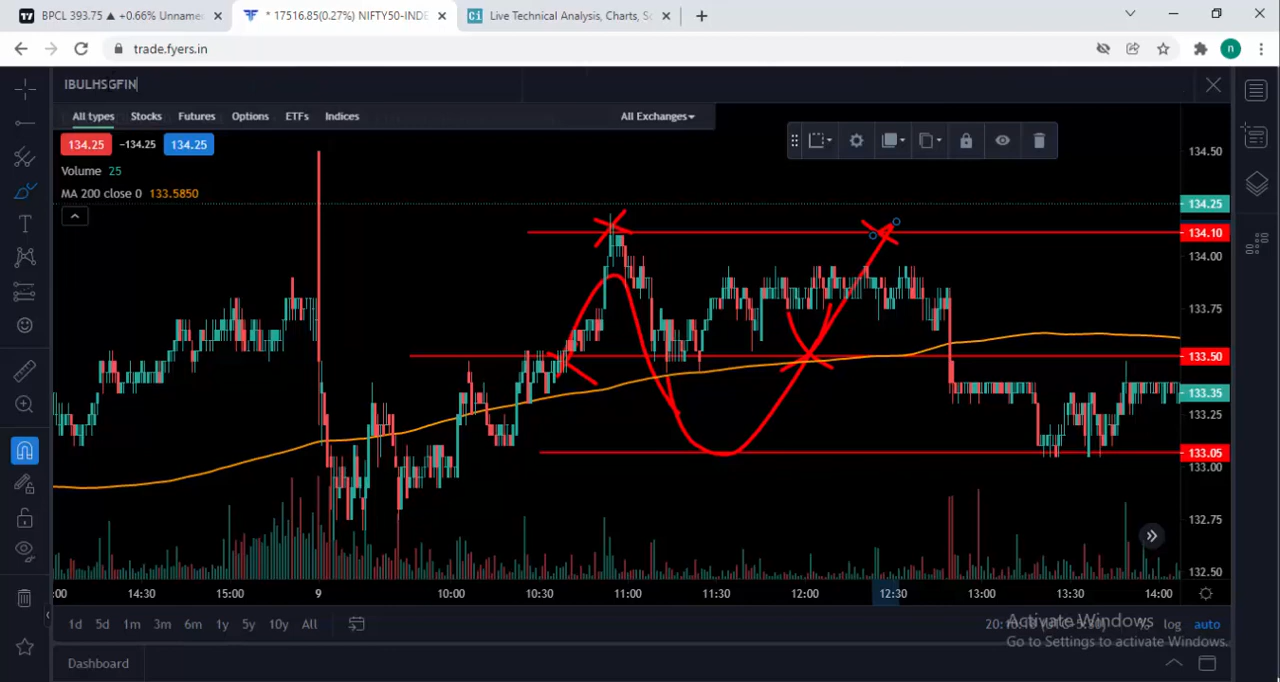 BPCL 393.75 ▲ +0.66% Unname
* 17516.85(0.27%) NIFTY50-INDE
Live Technical Analysis, Charts, Sc
trade.fyers.in
n
IBULHSGFIN
All types Stocks Futures Options ETFs Indices All Exchanges
134.25 −134.25 134.25
Volume 25
MA 200 close 0 133.5850
134.50
134.25
134.10
134.00
133.75
133.50
133.35
133.25
133.05
133.00
132.75
132.50
:00 14:30 15:00 9 10:00 10:30 11:00 11:30 12:00 12:30 13:00 13:30 14:00
1d 5d 1m 3m 6m 1y 5y 10y All % log auto
Activate Windows
Go to Settings to activate Windows.
Dashboard